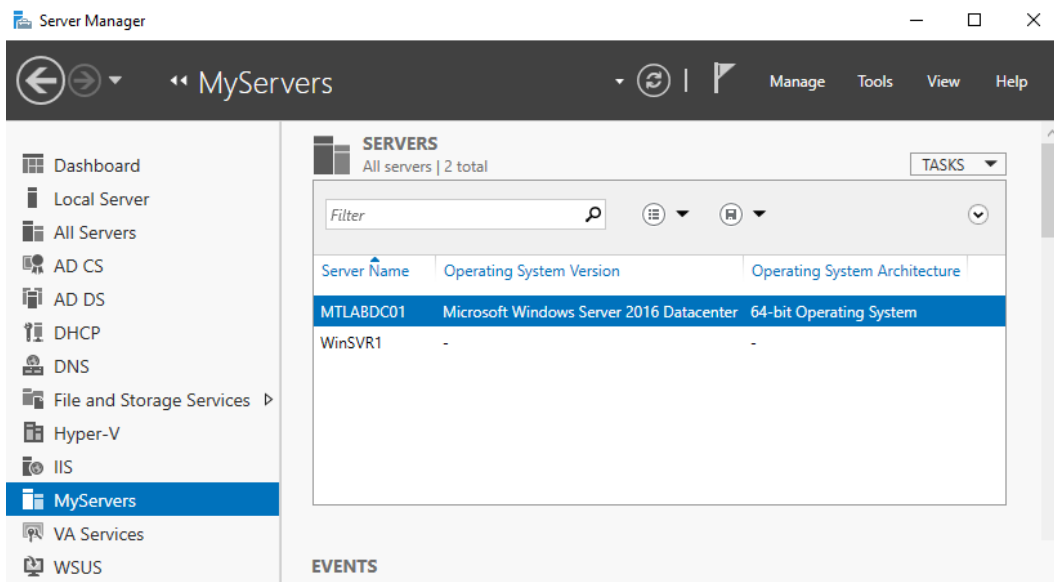 Server Manager
MyServers
Manage Tools View Help
Dashboard
Local Server
All Servers
AD CS
AD DS
DHCP
DNS
File and Storage Services
Hyper-V
IIS
MyServers
VA Services
WSUS
SERVERS
All servers | 2 total
TASKS
Filter
Server Name Operating System Version Operating System Architecture
MTLABDC01 Microsoft Windows Server 2016 Datacenter 64-bit Operating System
WinSVR1 - -
EVENTS